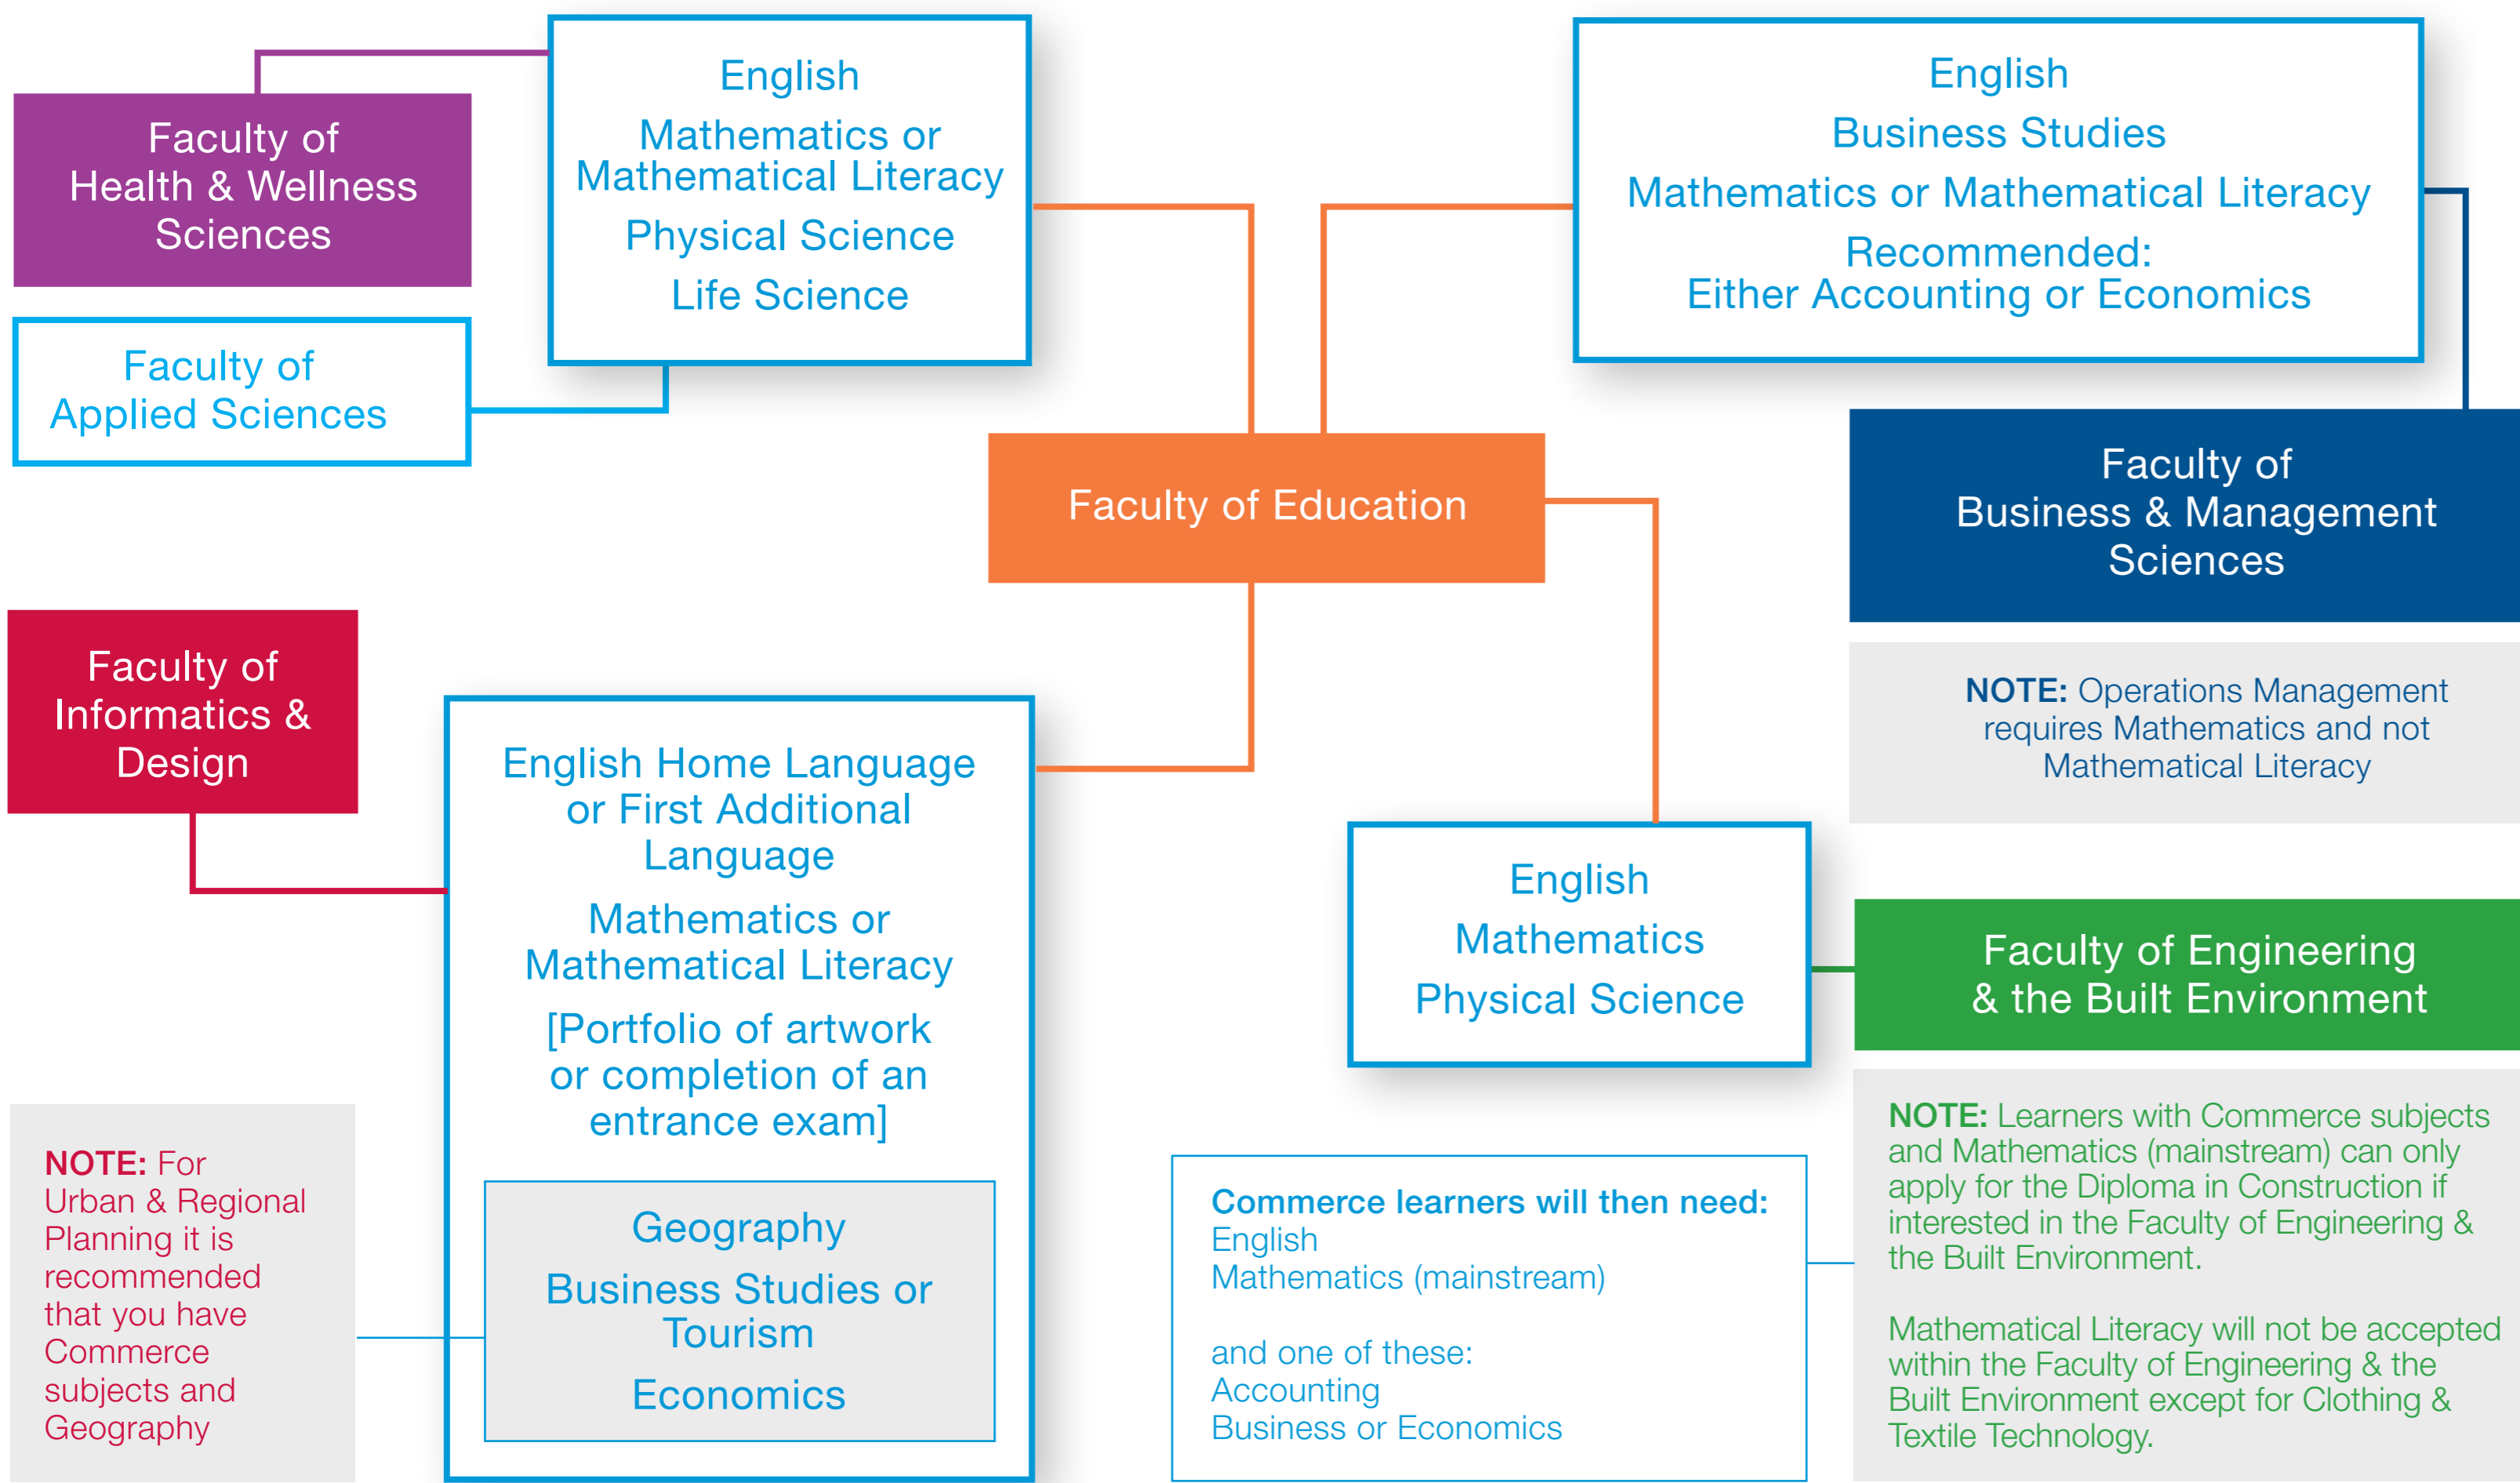 Faculty of
Health & Wellness
Sciences
English
Mathematics or
Mathematical Literacy
Physical Science
Life Science
English
Business Studies
Mathematics or Mathematical Literacy
Recommended:
Either Accounting or Economics
Faculty of
Applied Sciences
Faculty of Education
Faculty of
Business & Management
Sciences
NOTE: Operations Management
requires Mathematics and not
Mathematical Literacy
Faculty of
Informatics &
Design
English Home Language
or First Additional
Language
Mathematics or
Mathematical Literacy
[Portfolio of artwork
or completion of an
entrance exam]
Geography
Business Studies or
Tourism
Economics
NOTE: For
Urban & Regional
Planning it is
recommended
that you have
Commerce
subjects and
Geography
English
Mathematics
Physical Science
Faculty of Engineering
& the Built Environment
Commerce learners will then need:
English
Mathematics (mainstream)
and one of these:
Accounting
Business or Economics
NOTE: Learners with Commerce subjects
and Mathematics (mainstream) can only
apply for the Diploma in Construction if
interested in the Faculty of Engineering &
the Built Environment.
Mathematical Literacy will not be accepted
within the Faculty of Engineering & the
Built Environment except for Clothing &
Textile Technology.